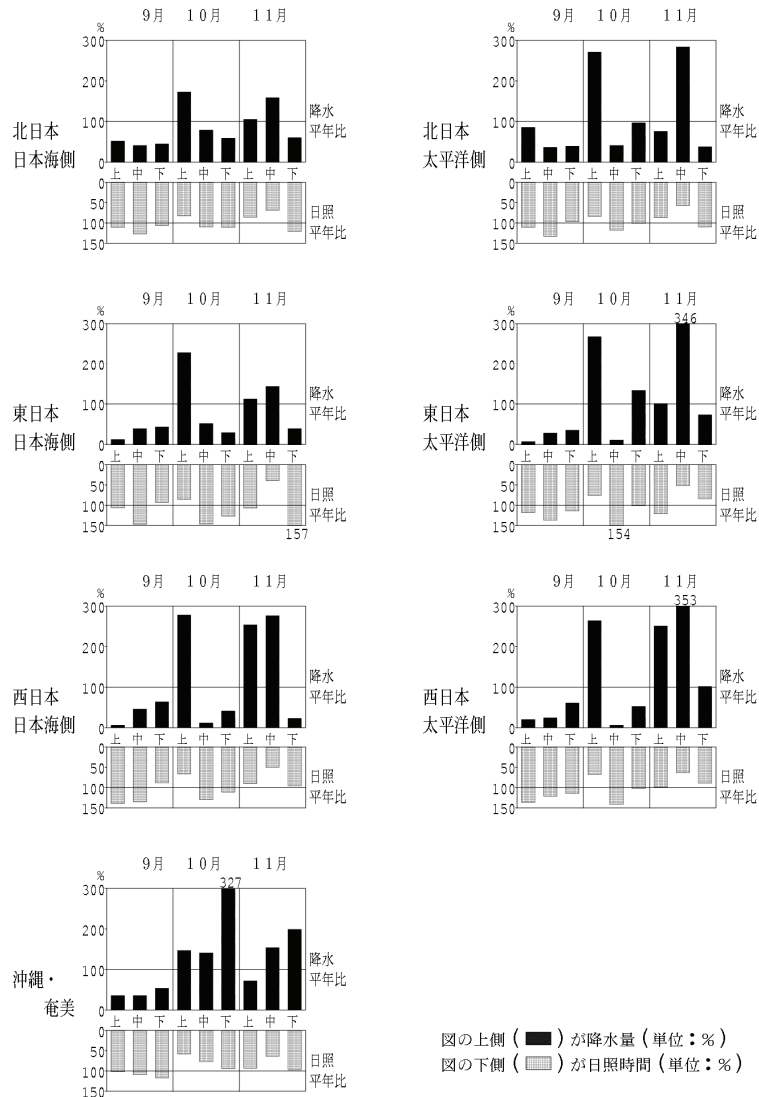 ９月 １０月 １１月
％
300
200
100
0
降水
平年比
北日本
日本海側
上 中 下 上 中 下 上 中 下
0
50
100
150
日照
平年比
９月 １０月 １１月
％
300
200
100
0
降水
平年比
北日本
太平洋側
上 中 下 上 中 下 上 中 下
0
50
100
150
日照
平年比
９月 １０月 １１月
％
300
200
100
0
降水
平年比
東日本
日本海側
上 中 下 上 中 下 上 中 下
0
50
100
150
日照
平年比
157
９月 １０月 １１月
％
346
300
200
100
0
降水
平年比
東日本
太平洋側
上 中 下 上 中 下 上 中 下
0
50
100
150
日照
平年比
154
９月 １０月 １１月
％
300
200
100
0
降水
平年比
西日本
日本海側
上 中 下 上 中 下 上 中 下
0
50
100
150
日照
平年比
９月 １０月 １１月
％
353
300
200
100
0
降水
平年比
西日本
太平洋側
上 中 下 上 中 下 上 中 下
0
50
100
150
日照
平年比
９月 １０月 １１月
％
327
300
200
100
0
降水
平年比
沖縄・
奄美
上 中 下 上 中 下 上 中 下
0
50
100
150
日照
平年比
図の上側（ ）が降水量（単位：％）
図の下側（ ）が日照時間（単位：％）